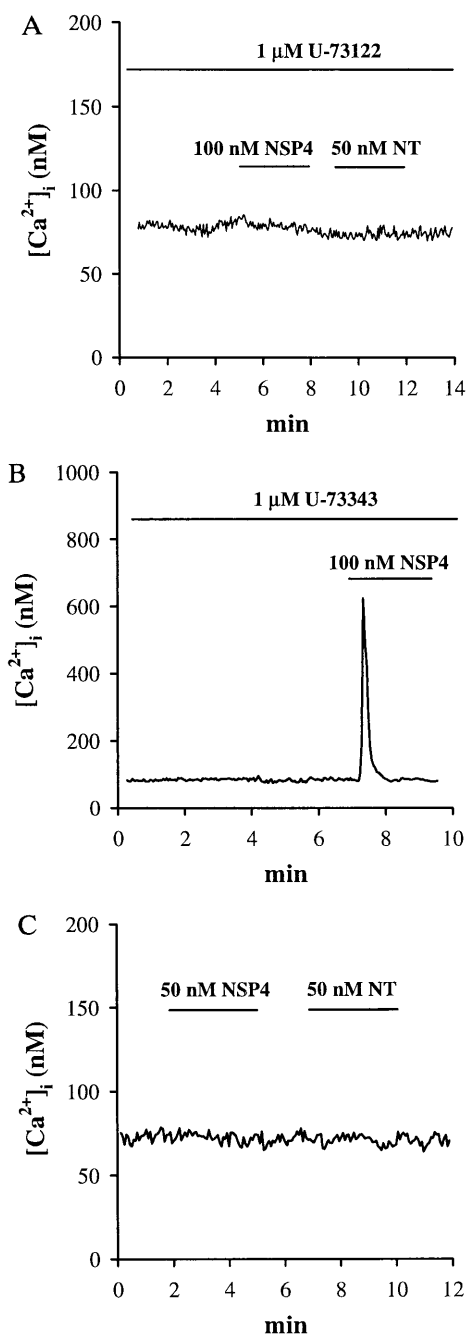 A
200
1 μM U-73122
150
100 nM NSP4 50 nM NT
[Ca²⁺]ᵢ (nM)
100
50
0
0 2 4 6 8 10 12 14
min
B
1000
1 μM U-73343
800
100 nM NSP4
[Ca²⁺]ᵢ (nM)
600
400
200
0
0 2 4 6 8 10
min
C
200
50 nM NSP4 50 nM NT
150
[Ca²⁺]ᵢ (nM)
100
50
0
0 2 4 6 8 10 12
min